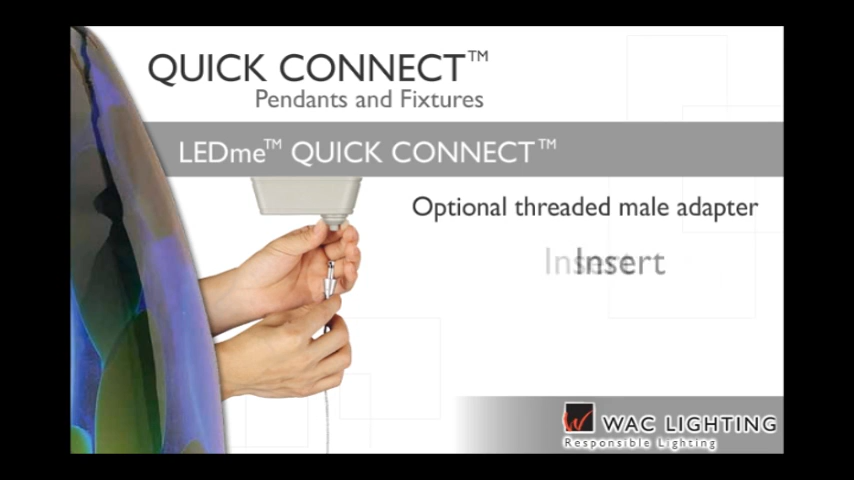 QUICK CONNECT™
Pendants and Fixtures
LEDme™ QUICK CONNECT™
Optional threaded male adapter
Insert
WAC LIGHTING
Responsible Lighting